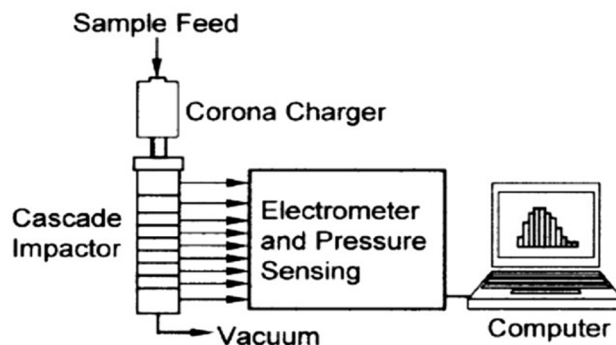 Sample Feed
Corona Charger
Cascade
Impactor
Electrometer
and Pressure
Sensing
Vacuum
Computer